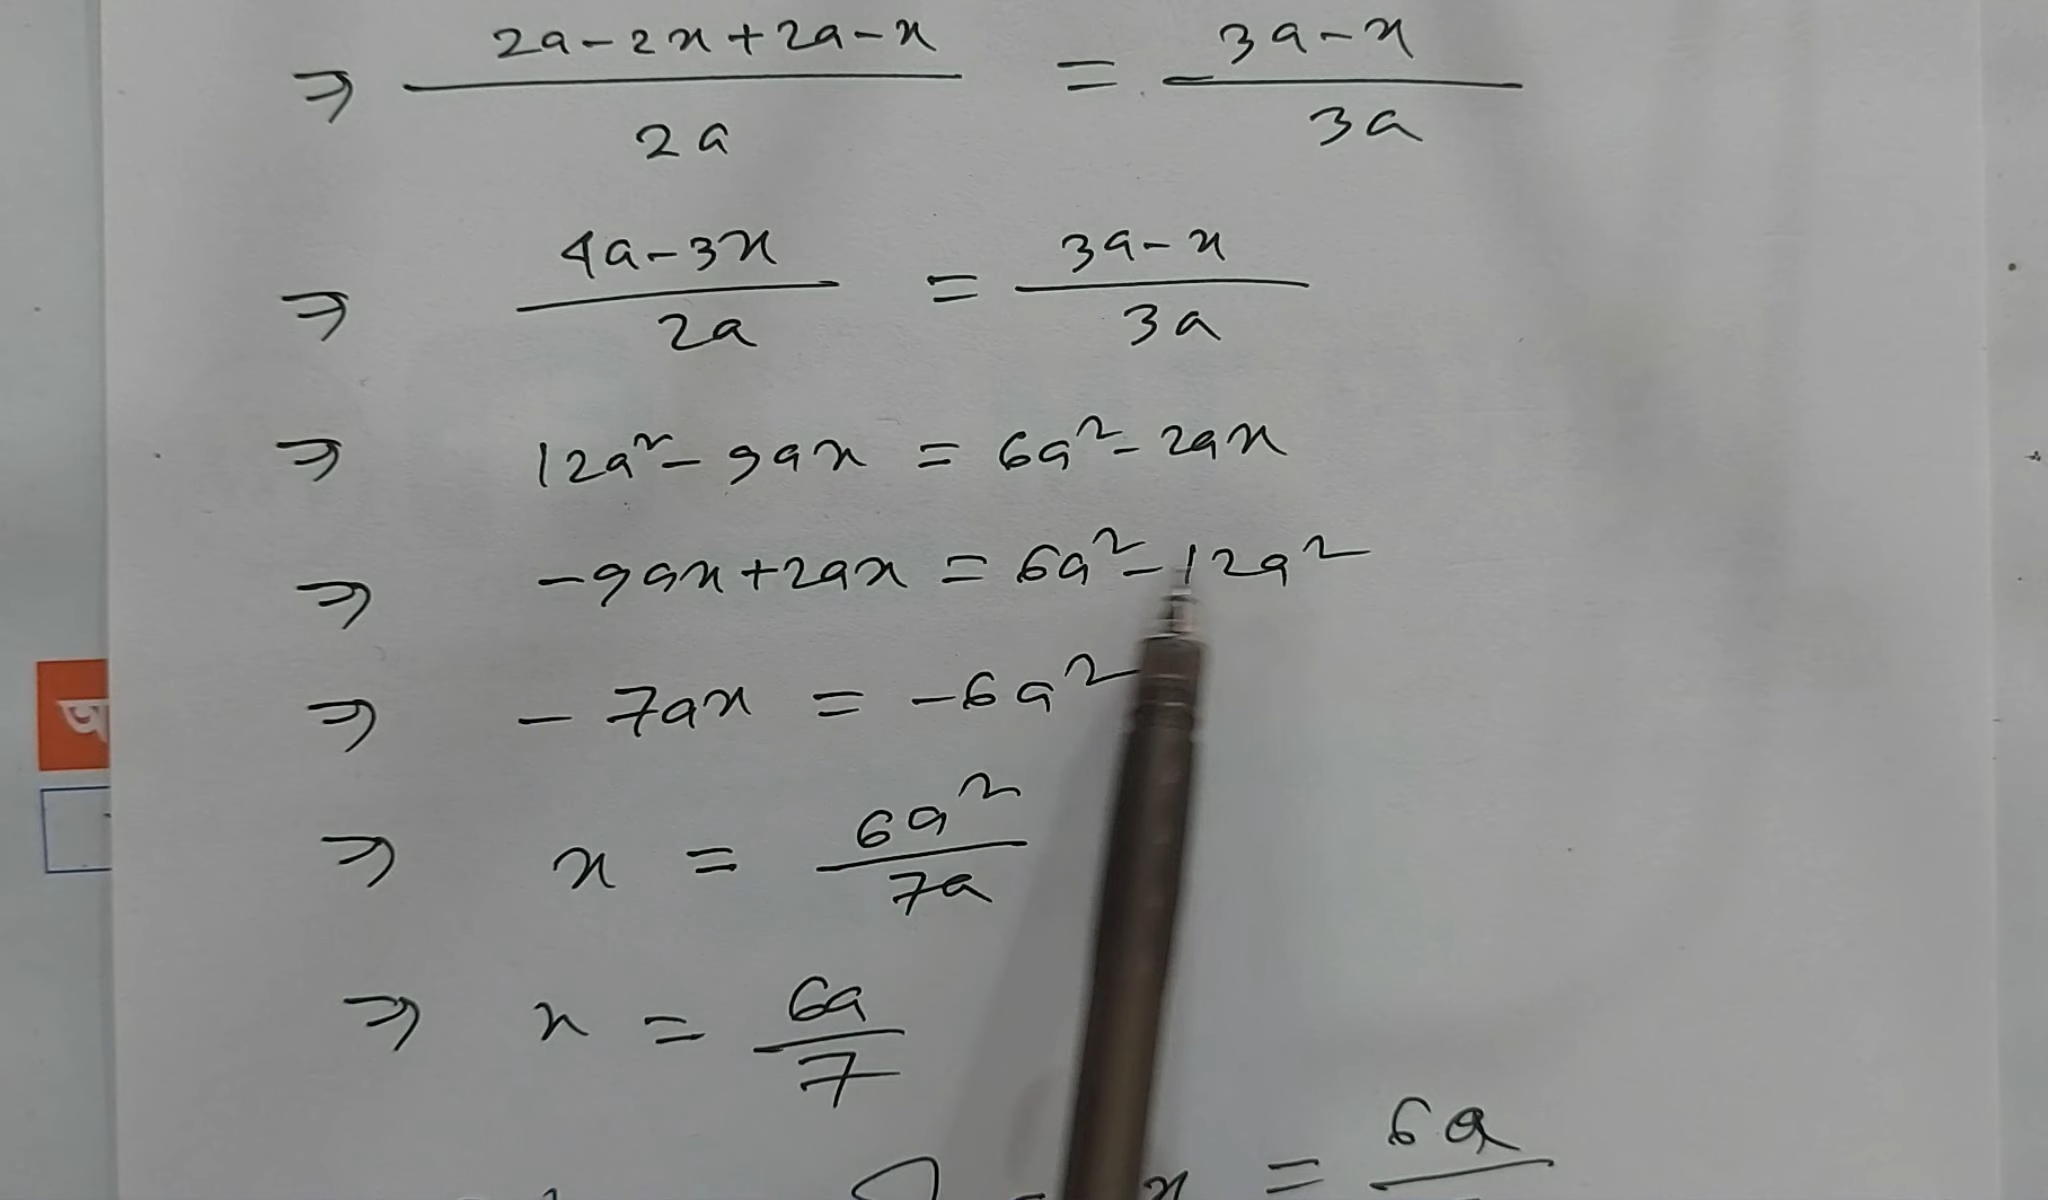 ⇒ (2a-2x+2a-x)/2a = (3a-x)/3a
⇒ (4a-3x)/2a = (3a-x)/3a
⇒ 12a²-9ax = 6a²-2ax
⇒ -9ax+2ax = 6a²-12a²
⇒ -7ax = -6a²
⇒ x = 6a²/7a
⇒ x = 6a/7
x = 6a